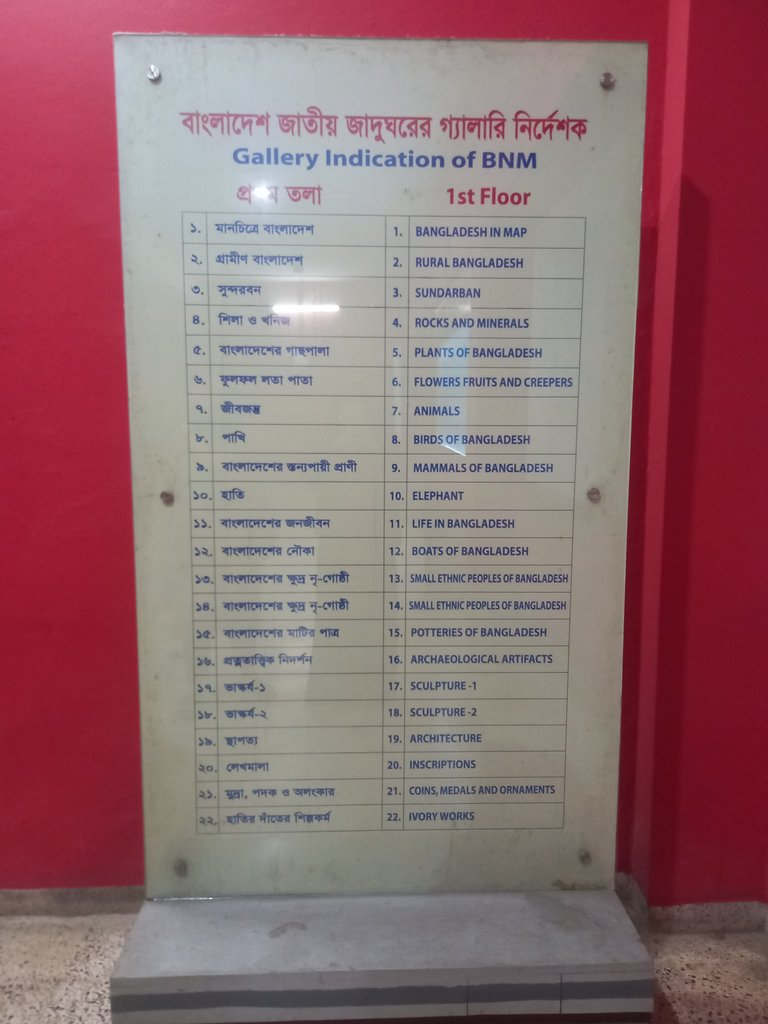 বাংলাদেশ জাতীয় জাদুঘরের গ্যালারি নির্দেশক
Gallery Indication of BNM
প্রথম তলা 1st Floor
১. মানচিত্রে বাংলাদেশ 1. BANGLADESH IN MAP
২. গ্রামীণ বাংলাদেশ 2. RURAL BANGLADESH
৩. সুন্দরবন 3. SUNDARBAN
৪. শিলা ও খনিজ 4. ROCKS AND MINERALS
৫. বাংলাদেশের গাছপালা 5. PLANTS OF BANGLADESH
৬. ফুলফল লতা পাতা 6. FLOWERS FRUITS AND CREEPERS
৭. জীবজন্তু 7. ANIMALS
৮. পাখি 8. BIRDS OF BANGLADESH
৯. বাংলাদেশের স্তন্যপায়ী প্রাণী 9. MAMMALS OF BANGLADESH
১০. হাতি 10. ELEPHANT
১১. বাংলাদেশের জনজীবন 11. LIFE IN BANGLADESH
১২. বাংলাদেশের নৌকা 12. BOATS OF BANGLADESH
১৩. বাংলাদেশের ক্ষুদ্র নৃ-গোষ্ঠী 13. SMALL ETHNIC PEOPLES OF BANGLADESH
১৪. বাংলাদেশের ক্ষুদ্র নৃ-গোষ্ঠী 14. SMALL ETHNIC PEOPLES OF BANGLADESH
১৫. বাংলাদেশের মাটির পাত্র 15. POTTERIES OF BANGLADESH
১৬. প্রত্নতাত্ত্বিক নিদর্শন 16. ARCHAEOLOGICAL ARTIFACTS
১৭. ভাস্কর্য-১ 17. SCULPTURE -1
১৮. ভাস্কর্য-২ 18. SCULPTURE -2
১৯. স্থাপত্য 19. ARCHITECTURE
২০. লেখমালা 20. INSCRIPTIONS
২১. মুদ্রা, পদক ও অলংকার 21. COINS, MEDALS AND ORNAMENTS
২২. হাতির দাঁতের শিল্পকর্ম 22. IVORY WORKS